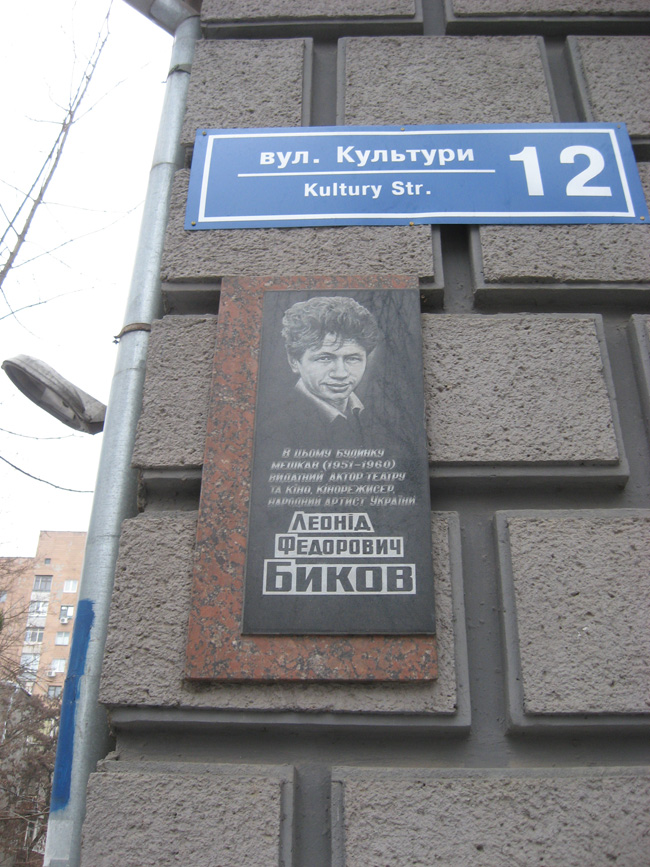 вул. Культури
Kultury Str.
12
В ЦЬОМУ БУДИНКУ
МЕШКАВ (1951-1960)
ВИДАТНИЙ АКТОР ТЕАТРУ
ТА КІНО, КІНОРЕЖИСЕР,
НАРОДНИЙ АРТИСТ УКРАЇНИ
ЛЕОНІД
ФЕДОРОВИЧ
БИКОВ